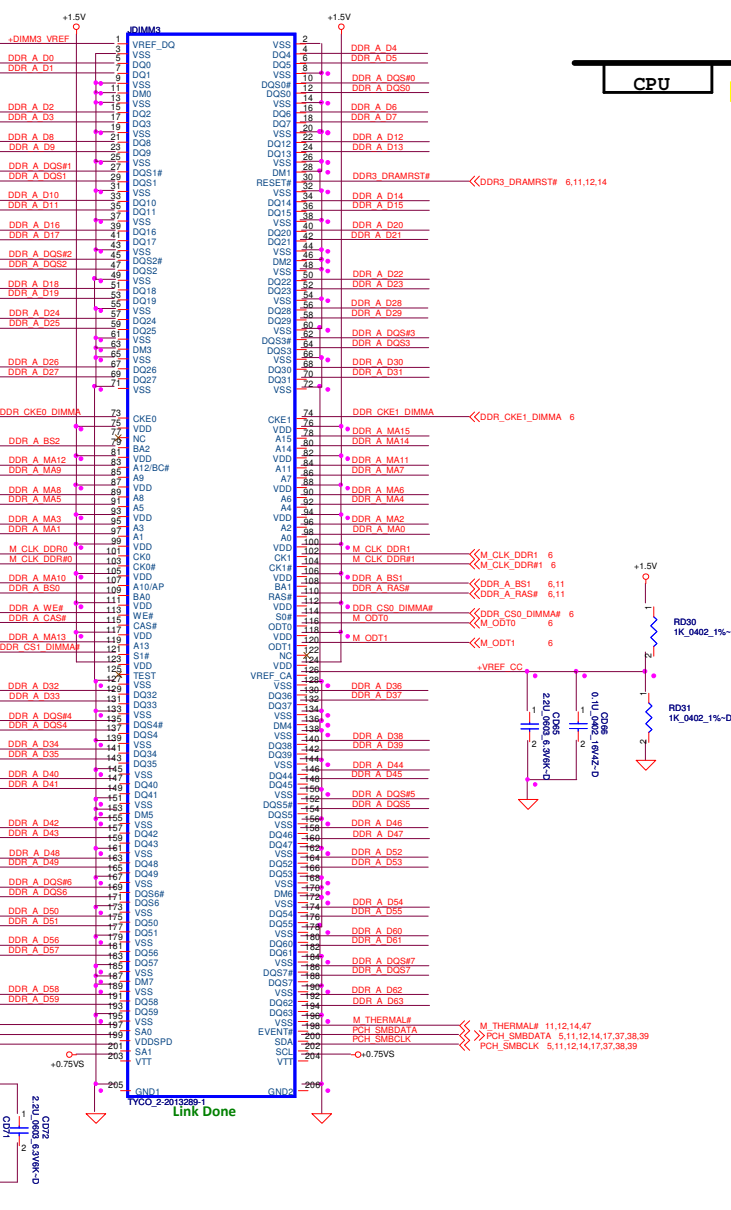 +1.5V
+1.5V
JDIMM3
+DIMM3_VREF 1 VREF_DQ VSS 2
3 VSS DQ4 4 DDR_A_D4
DDR_A_D0 5 DQ0 DQ5 6 DDR_A_D5
DDR_A_D1 7 DQ1 VSS 8
9 VSS DQS0# 10 DDR_A_DQS#0
11 DM0 DQS0 12 DDR_A_DQS0
13 VSS VSS 14
DDR_A_D2 15 DQ2 DQ6 16 DDR_A_D6
DDR_A_D3 17 DQ3 DQ7 18 DDR_A_D7
19 VSS VSS 20
DDR_A_D8 21 DQ8 DQ12 22 DDR_A_D12
DDR_A_D9 23 DQ9 DQ13 24 DDR_A_D13
25 VSS VSS 26
DDR_A_DQS#1 27 DQS1# DM1 28
DDR_A_DQS1 29 DQS1 RESET# 30 DDR3_DRAMRST# DDR3_DRAMRST# 6,11,12,14
31 VSS VSS 32
DDR_A_D10 33 DQ10 DQ14 34 DDR_A_D14
DDR_A_D11 35 DQ11 DQ15 36 DDR_A_D15
37 VSS VSS 38
DDR_A_D16 39 DQ16 DQ20 40 DDR_A_D20
DDR_A_D17 41 DQ17 DQ21 42 DDR_A_D21
43 VSS VSS 44
DDR_A_DQS#2 45 DQS2# DM2 46
DDR_A_DQS2 47 DQS2 VSS 48
49 VSS DQ22 50 DDR_A_D22
DDR_A_D18 51 DQ18 DQ23 52 DDR_A_D23
DDR_A_D19 53 DQ19 VSS 54
55 VSS DQ28 56 DDR_A_D28
DDR_A_D24 57 DQ24 DQ29 58 DDR_A_D29
DDR_A_D25 59 DQ25 VSS 60
61 VSS DQS3# 62 DDR_A_DQS#3
63 DM3 DQS3 64 DDR_A_DQS3
65 VSS VSS 66
DDR_A_D26 67 DQ26 DQ30 68 DDR_A_D30
DDR_A_D27 69 DQ27 DQ31 70 DDR_A_D31
71 VSS VSS 72
DDR_CKE0_DIMMA 73 CKE0 CKE1 74 DDR_CKE1_DIMMA DDR_CKE1_DIMMA 6
75 VDD VDD 76
77 NC A15 78 DDR_A_MA15
DDR_A_BS2 79 BA2 A14 80 DDR_A_MA14
81 VDD VDD 82
DDR_A_MA12 83 A12/BC# A11 84 DDR_A_MA11
DDR_A_MA9 85 A9 A7 86 DDR_A_MA7
87 VDD VDD 88
DDR_A_MA8 89 A8 A6 90 DDR_A_MA6
DDR_A_MA5 91 A5 A4 92 DDR_A_MA4
93 VDD VDD 94
DDR_A_MA3 95 A3 A2 96 DDR_A_MA2
DDR_A_MA1 97 A1 A0 98 DDR_A_MA0
99 VDD VDD 100
M_CLK_DDR0 101 CK0 CK1 102 M_CLK_DDR1 M_CLK_DDR1 6
M_CLK_DDR#0 103 CK0# CK1# 104 M_CLK_DDR#1 M_CLK_DDR#1 6
105 VDD VDD 106
DDR_A_MA10 107 A10/AP BA1 108 DDR_A_BS1 DDR_A_BS1 6,11
DDR_A_BS0 109 BA0 RAS# 110 DDR_A_RAS# DDR_A_RAS# 6,11
111 VDD VDD 112
DDR_A_WE# 113 WE# S0# 114 DDR_CS0_DIMMA# DDR_CS0_DIMMA# 6
DDR_A_CAS# 115 CAS# ODT0 116 M_ODT0 M_ODT0 6
117 VDD VDD 118
DDR_A_MA13 119 A13 ODT1 120 M_ODT1 M_ODT1 6
DDR_CS1_DIMMA# 121 S1# NC 122
123 VDD VDD 124
125 TEST VREF_CA 126 +VREF_CC
127 VSS VSS 128
DDR_A_D32 129 DQ32 DQ36 130 DDR_A_D36
DDR_A_D33 131 DQ33 DQ37 132 DDR_A_D37
133 VSS VSS 134
DDR_A_DQS#4 135 DQS4# DM4 136
DDR_A_DQS4 137 DQS4 VSS 138
139 VSS DQ38 140 DDR_A_D38
DDR_A_D34 141 DQ34 DQ39 142 DDR_A_D39
DDR_A_D35 143 DQ35 VSS 144
145 VSS DQ44 146 DDR_A_D44
DDR_A_D40 147 DQ40 DQ45 148 DDR_A_D45
DDR_A_D41 149 DQ41 VSS 150
151 VSS DQS5# 152 DDR_A_DQS#5
153 DM5 DQS5 154 DDR_A_DQS5
155 VSS VSS 156
DDR_A_D42 157 DQ42 DQ46 158 DDR_A_D46
DDR_A_D43 159 DQ43 DQ47 160 DDR_A_D47
161 VSS VSS 162
DDR_A_D48 163 DQ48 DQ52 164 DDR_A_D52
DDR_A_D49 165 DQ49 DQ53 166 DDR_A_D53
167 VSS VSS 168
DDR_A_DQS#6 169 DQS6# DM6 170
DDR_A_DQS6 171 DQS6 VSS 172
173 VSS DQ54 174 DDR_A_D54
DDR_A_D50 175 DQ50 DQ55 176 DDR_A_D55
DDR_A_D51 177 DQ51 VSS 178
179 VSS DQ60 180 DDR_A_D60
DDR_A_D56 181 DQ56 DQ61 182 DDR_A_D61
DDR_A_D57 183 DQ57 VSS 184
185 VSS DQS7# 186 DDR_A_DQS#7
187 DM7 DQS7 188 DDR_A_DQS7
189 VSS VSS 190
DDR_A_D58 191 DQ58 DQ62 192 DDR_A_D62
DDR_A_D59 193 DQ59 DQ63 194 DDR_A_D63
195 VSS VSS 196
197 SA0 EVENT# 198 M_THERMAL# M_THERMAL# 11,12,14,47
199 VDDSPD SDA 200 PCH_SMBDATA PCH_SMBDATA 5,11,12,14,17,37,38,39
201 SA1 SCL 202 PCH_SMBCLK PCH_SMBCLK 5,11,12,14,17,37,38,39
+0.75VS 203 VTT VTT 204 +0.75VS
205 GND1 GND2 206
TYCO_2-2013289-1
Link Done
CPU
+1.5V
1
RD30
1K_0402_1%~D
2
1
RD31
1K_0402_1%~D
2
1
CD65
2.2U_0603_6.3V6K~D
2
1
CD66
0.1U_0402_16V4Z~D
2
1
CD72
2.2U_0603_6.3V6K~D
2
CD71